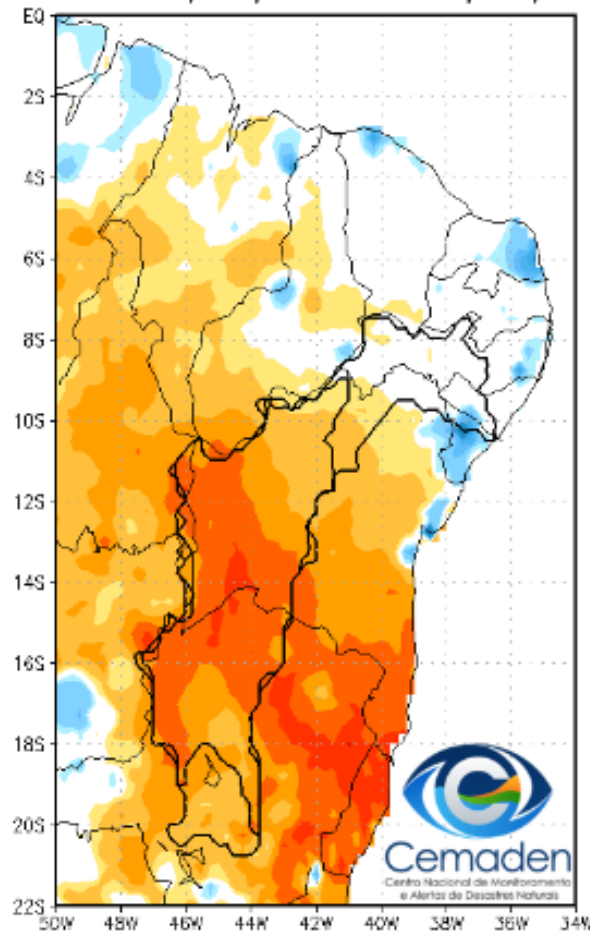 EQ
2S
4S
6S
8S
10S
12S
14S
16S
18S
20S
22S
50W 48W 46W 44W 42W 40W 38W 36W 34W
Cemaden
Centro Nacional de Monitoramento
e Alertas de Desastres Naturais